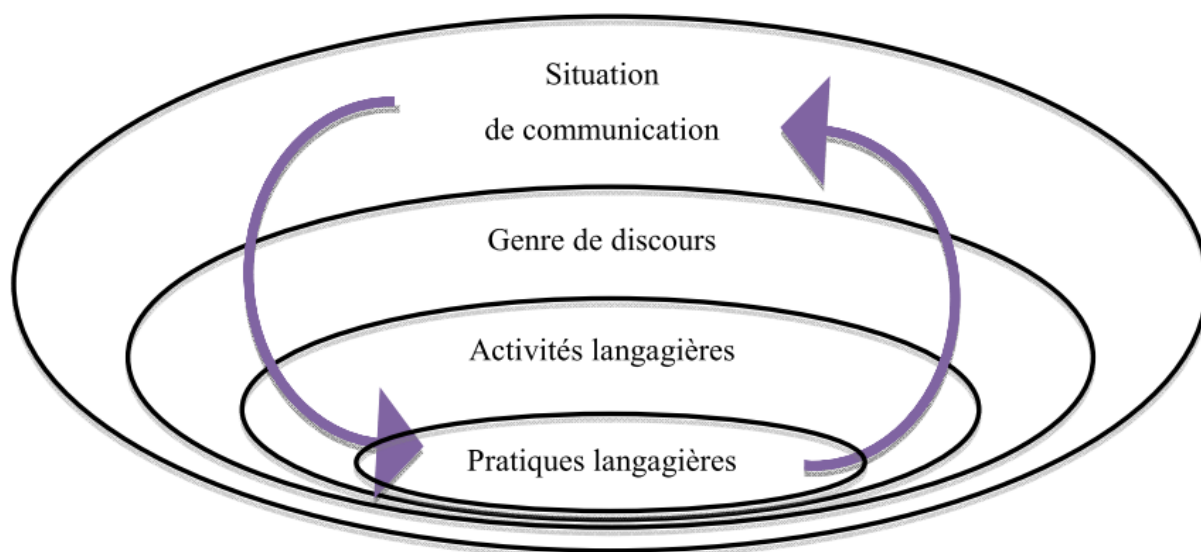 Situation
de communication
Genre de discours
Activités langagières
Pratiques langagières